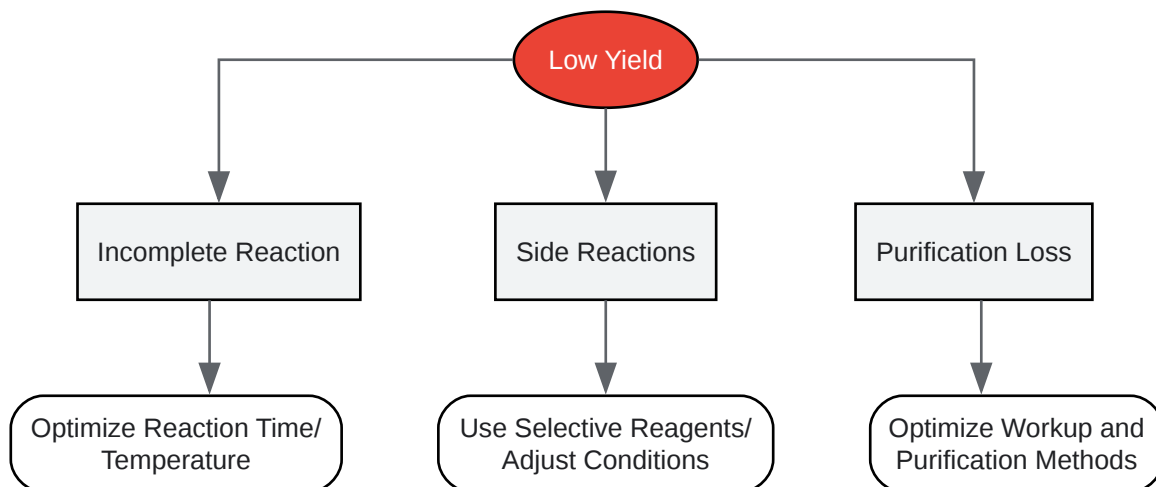 Low Yield
Incomplete Reaction
Side Reactions
Purification Loss
Optimize Reaction Time/
Temperature
Use Selective Reagents/
Adjust Conditions
Optimize Workup and
Purification Methods